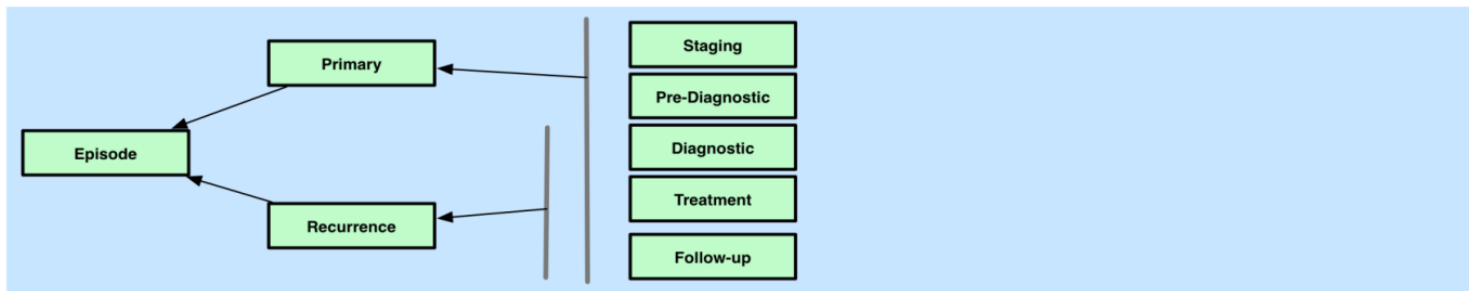 Episode
Primary
Recurrence
Staging
Pre-Diagnostic
Diagnostic
Treatment
Follow-up